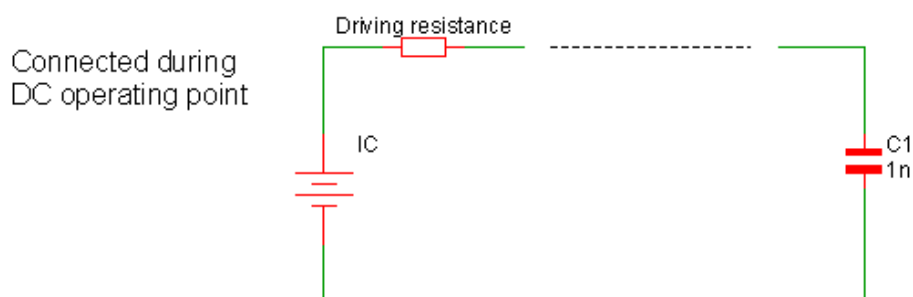 Driving resistance
Connected during
DC operating point
IC
C1
1n